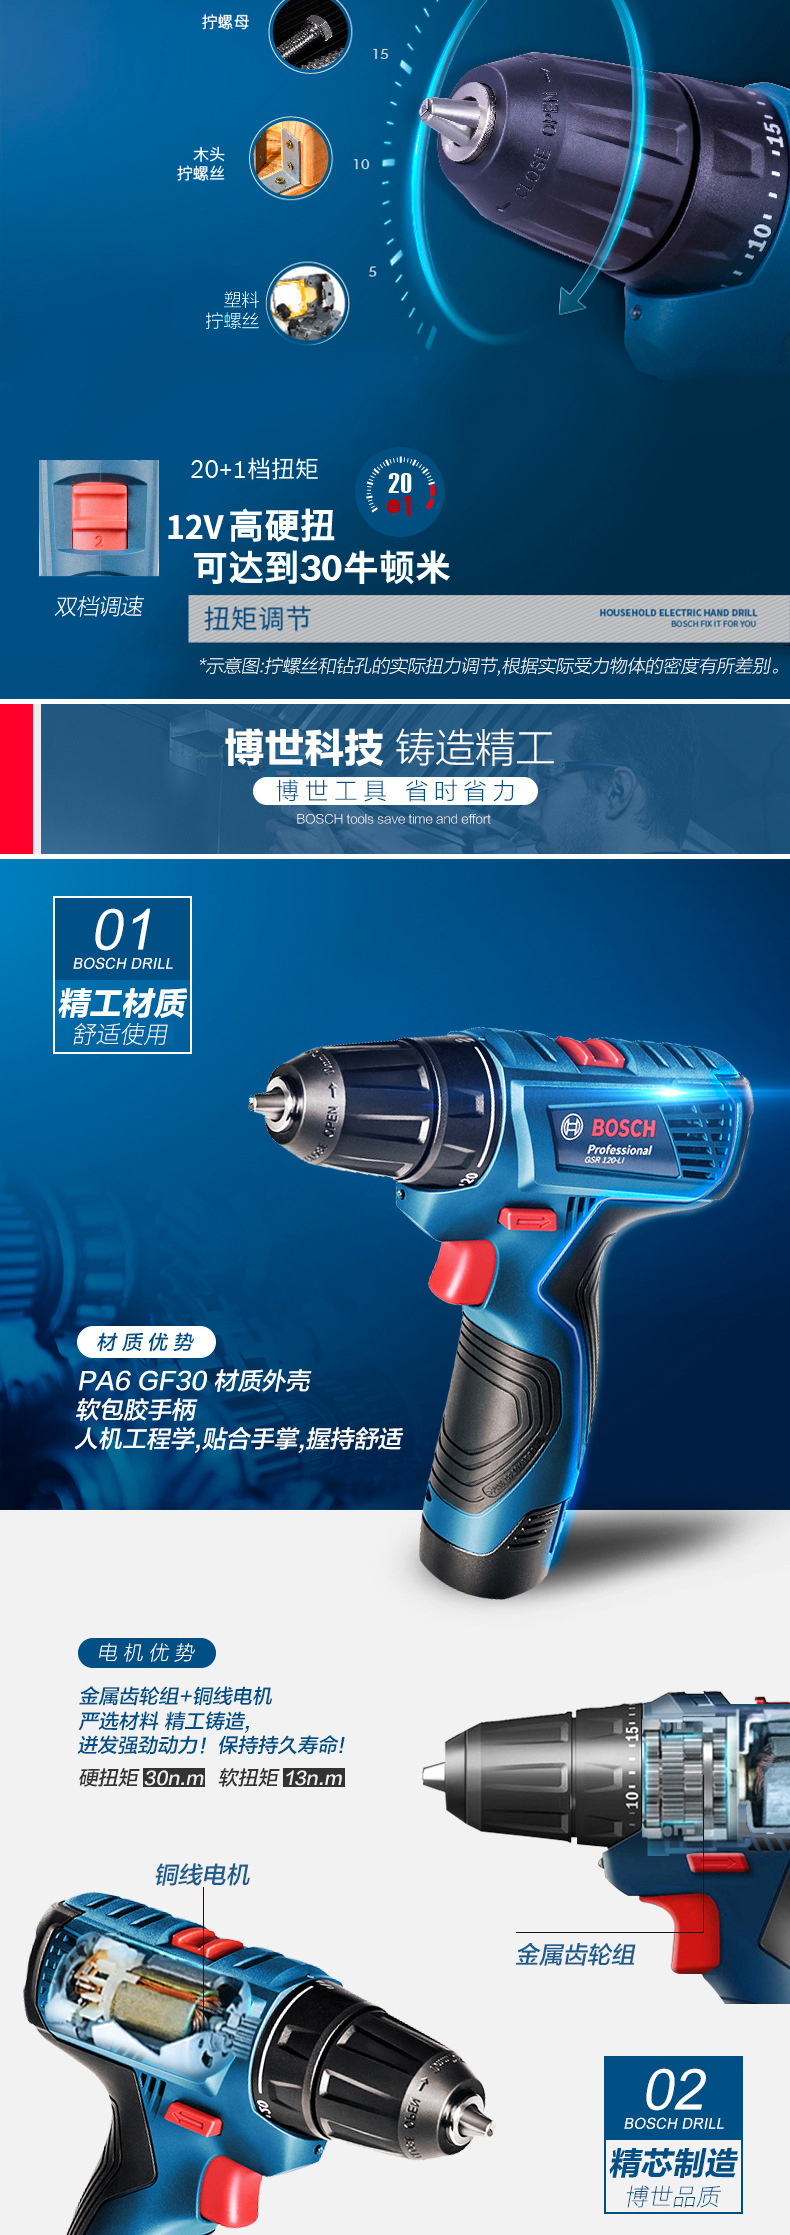 拧螺母
15
木头
拧螺丝
10
5
塑料
拧螺丝
CLOSE OPEN
15
10
20+1档扭矩
20
+1
2
12V高硬扭
可达到30牛顿米
双档调速
扭矩调节
HOUSEHOLD ELECTRIC HAND DRILL
BOSCH FIX IT FOR YOU
*示意图:拧螺丝和钻孔的实际扭力调节,根据实际受力物体的密度有所差别。
博世科技 铸造精工
博世工具 省时省力
BOSCH tools save time and effort
01
BOSCH DRILL
精工材质
舒适使用
OPEN
BOSCH
Professional
GSR 120-LI
20
材质优势
PA6 GF30 材质外壳
软包胶手柄
人机工程学,贴合手掌,握持舒适
电机优势
金属齿轮组+铜线电机
严选材料 精工铸造,
迸发强劲动力！保持持久寿命!
硬扭矩 30n.m 软扭矩 13n.m
15
10
铜线电机
金属齿轮组
OPEN
02
BOSCH DRILL
精芯制造
博世品质